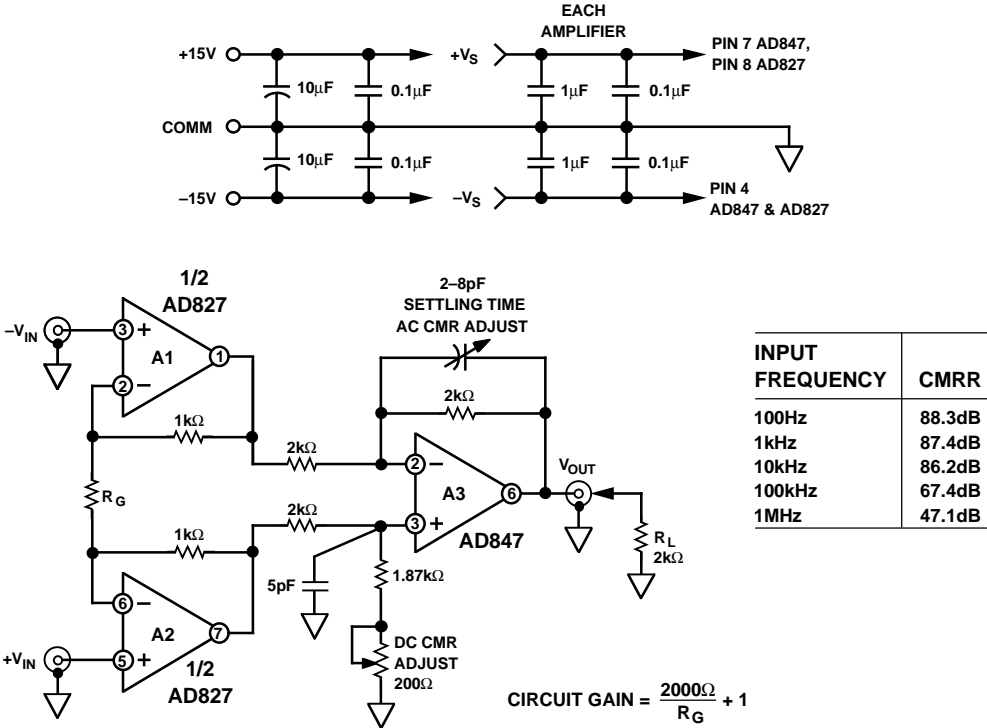 EACH
AMPLIFIER
+15V
+VS
PIN 7 AD847,
PIN 8 AD827
10µF
0.1µF
1µF
0.1µF
COMM
10µF
0.1µF
1µF
0.1µF
–15V
–VS
PIN 4
AD847 & AD827
1/2
AD827
–VIN
3
+
A1
1
2
–
1kΩ
2kΩ
2–8pF
SETTLING TIME
AC CMR ADJUST
2kΩ
RG
2
–
A3
6
3
+
AD847
VOUT
RL
2kΩ
1kΩ
2kΩ
5pF
1.87kΩ
6
–
A2
7
5
+
+VIN
1/2
AD827
DC CMR
ADJUST
200Ω
CIRCUIT GAIN = 2000Ω / RG + 1
INPUT
FREQUENCY CMRR
100Hz 88.3dB
1kHz 87.4dB
10kHz 86.2dB
100kHz 67.4dB
1MHz 47.1dB